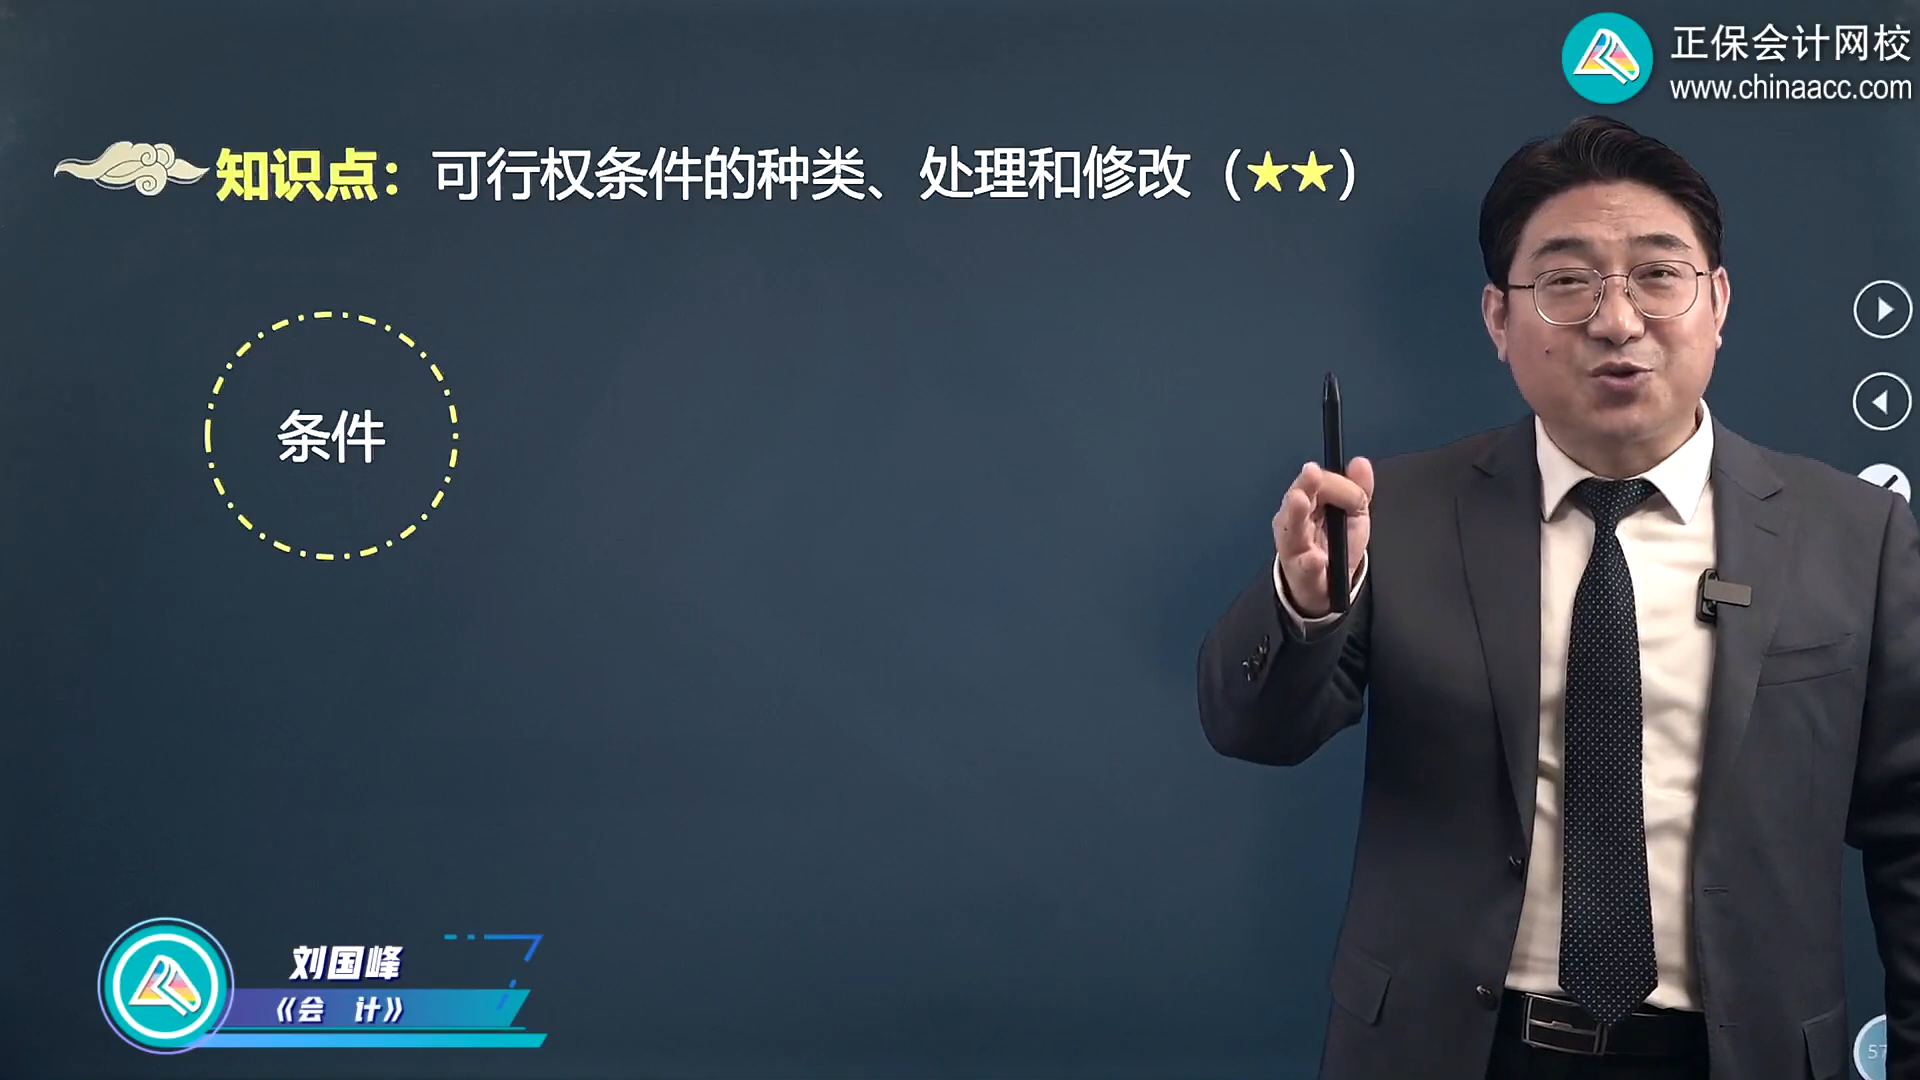 正保会计网校
www.chinaacc.com
知识点：可行权条件的种类、处理和修改（★★）
条件
刘国峰
《会 计》
57